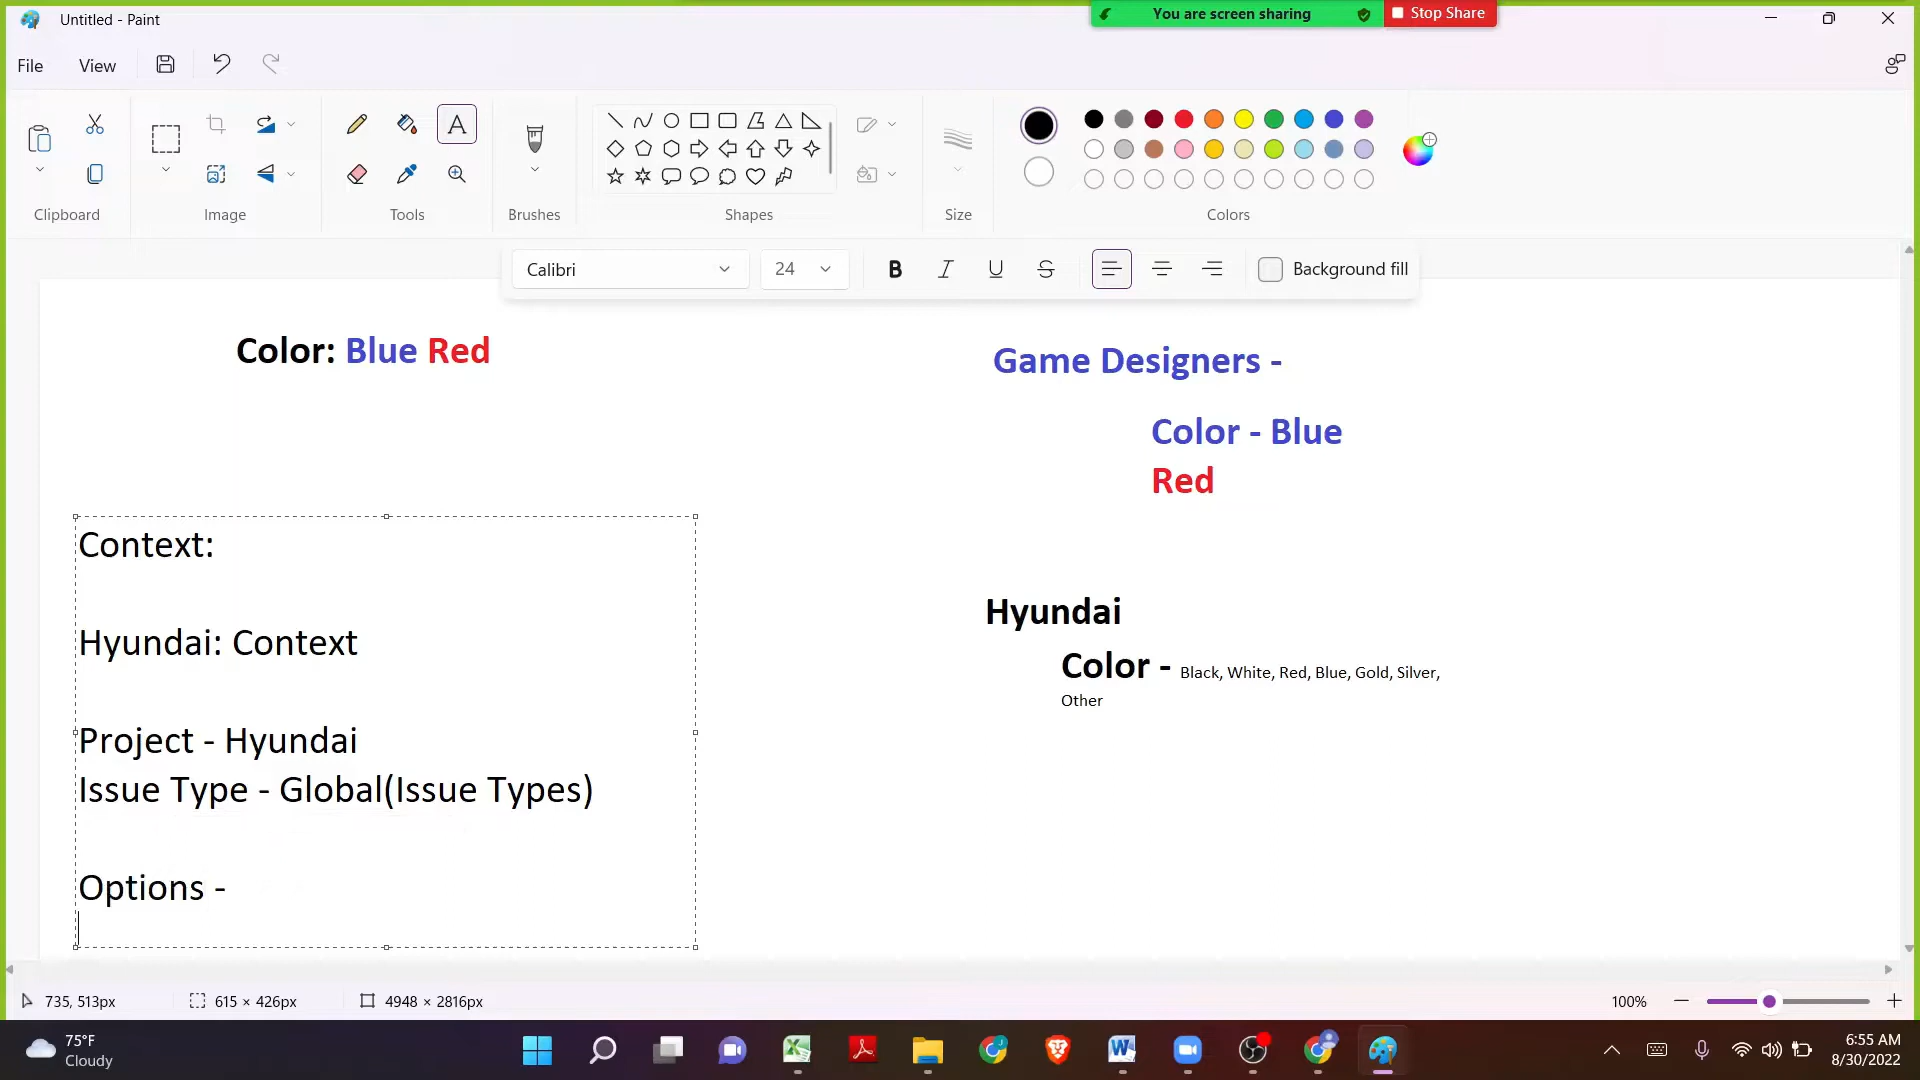 Untitled - Paint
You are screen sharing
Stop Share
File
View
Clipboard
Image
Tools
Brushes
Shapes
Size
Colors
Calibri
24
B
I
U
S
Background fill
Color: Blue Red
Game Designers -
Color - Blue
Red
Context:
Hyundai: Context
Project - Hyundai
Issue Type - Global(Issue Types)
Options -
Hyundai
Color - Black, White, Red, Blue, Gold, Silver,
Other
735, 513px
615 × 426px
4948 × 2816px
100%
75°F
Cloudy
6:55 AM
8/30/2022